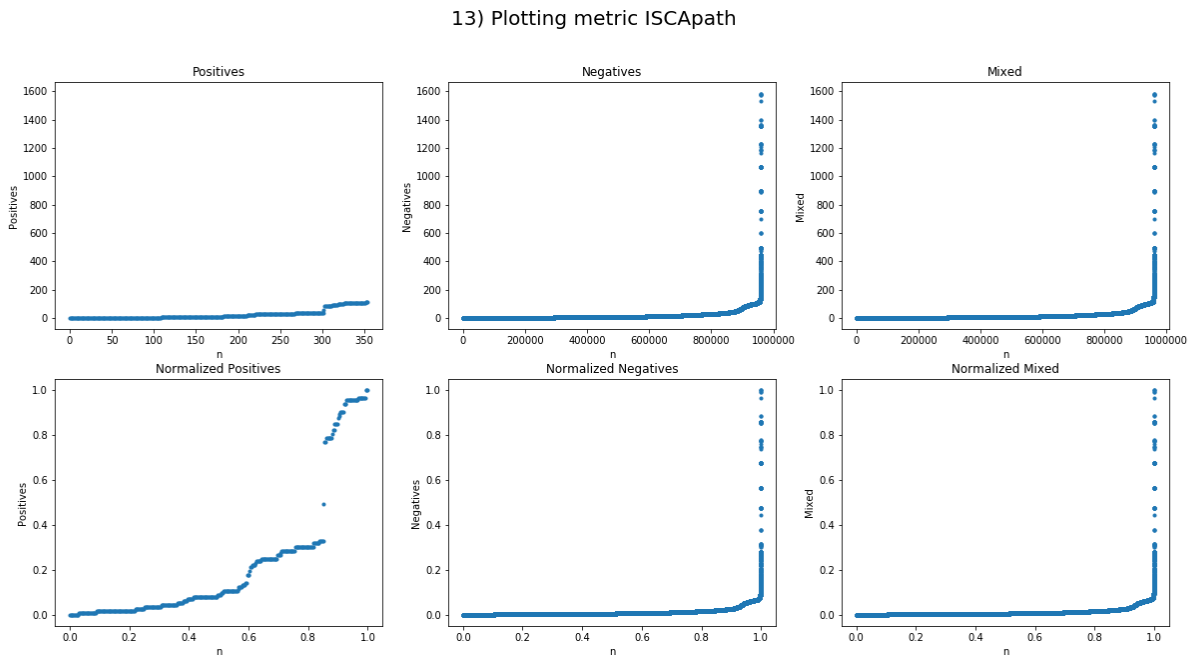 13) Plotting metric ISCApath
Positives
Negatives
Mixed
1600
1400
1200
1000
800
600
400
200
0
Positives
0 50 100 150 200 250 300 350
n
1600
1400
1200
1000
800
600
400
200
0
Negatives
0 200000 400000 600000 800000 1000000
n
1600
1400
1200
1000
800
600
400
200
0
Mixed
0 200000 400000 600000 800000 1000000
n
Normalized Positives
Normalized Negatives
Normalized Mixed
1.0
0.8
0.6
0.4
0.2
0.0
Positives
0.0 0.2 0.4 0.6 0.8 1.0
n
1.0
0.8
0.6
0.4
0.2
0.0
Negatives
0.0 0.2 0.4 0.6 0.8 1.0
n
1.0
0.8
0.6
0.4
0.2
0.0
Mixed
0.0 0.2 0.4 0.6 0.8 1.0
n